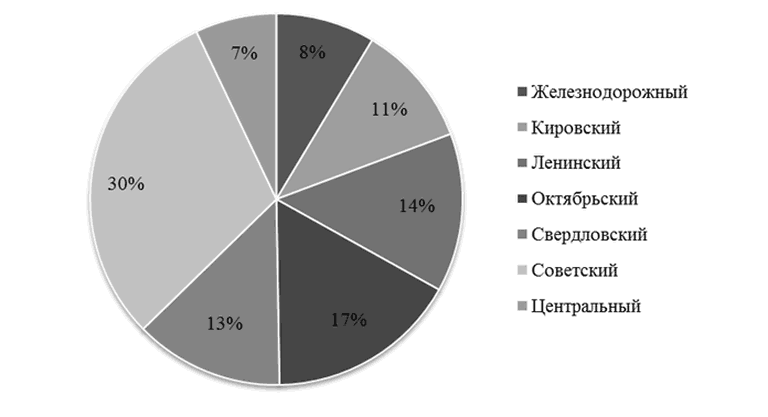 7%
8%
11%
30%
14%
13%
17%
Железнодорожный
Кировский
Ленинский
Октябрьский
Свердловский
Советский
Центральный